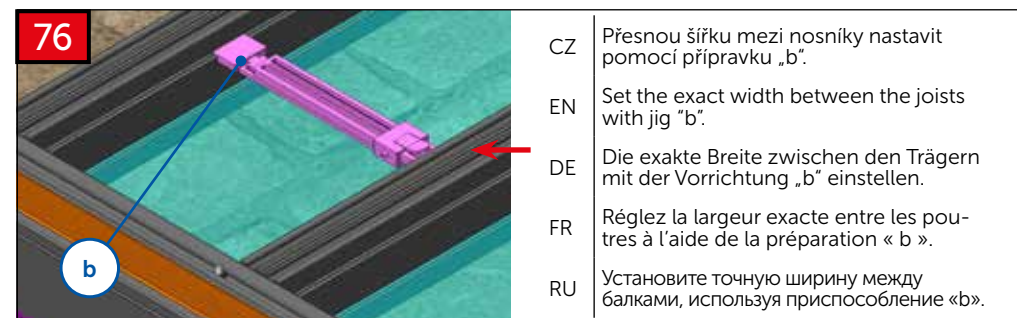 76
b
CZ
Přesnou šířku mezi nosníky nastavit
pomocí přípravku „b“.
EN
Set the exact width between the joists
with jig "b".
DE
Die exakte Breite zwischen den Trägern
mit der Vorrichtung „b“ einstellen.
FR
Réglez la largeur exacte entre les pou-
tres à l'aide de la préparation « b ».
RU
Установите точную ширину между
балками, используя приспособление «b».